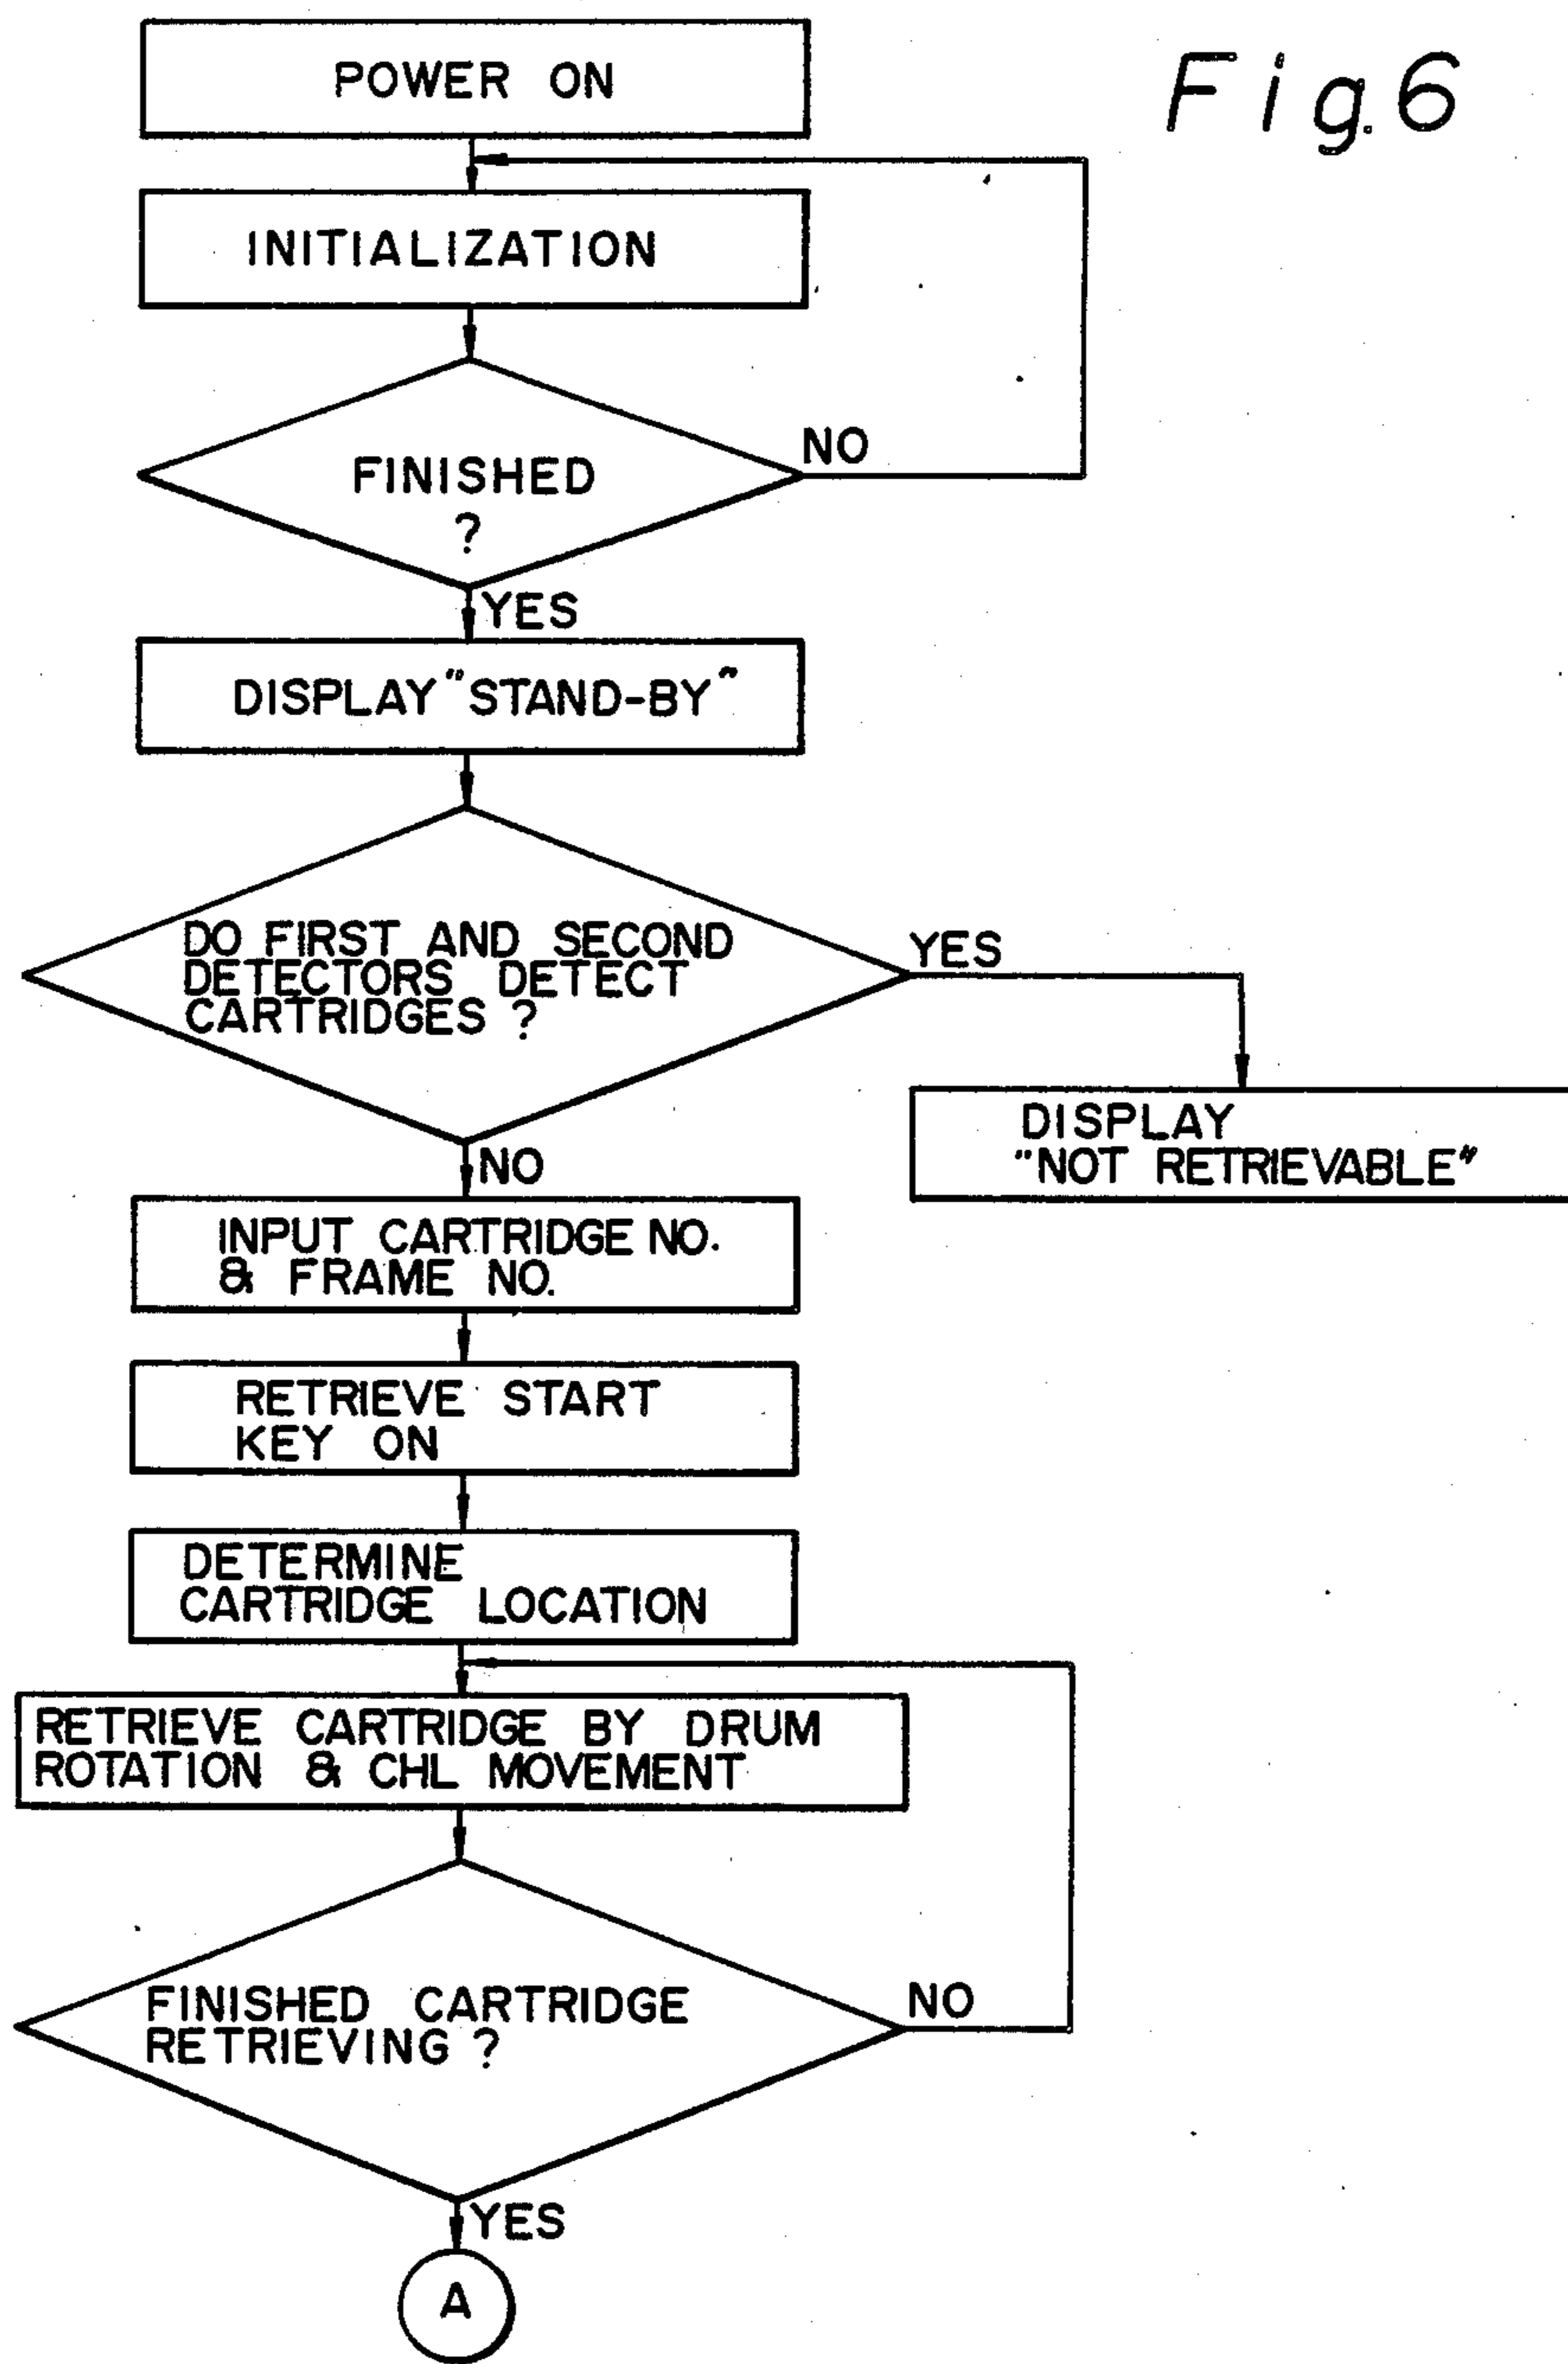 Fig.6
POWER ON
INITIALIZATION
FINISHED
?
NO
YES
DISPLAY "STAND-BY"
DO FIRST AND SECOND
DETECTORS DETECT
CARTRIDGES ?
YES
DISPLAY
"NOT RETRIEVABLE"
NO
INPUT CARTRIDGE NO.
& FRAME NO.
RETRIEVE START
KEY ON
DETERMINE
CARTRIDGE LOCATION
RETRIEVE CARTRIDGE BY DRUM
ROTATION & CHL MOVEMENT
FINISHED CARTRIDGE
RETRIEVING ?
NO
YES
A